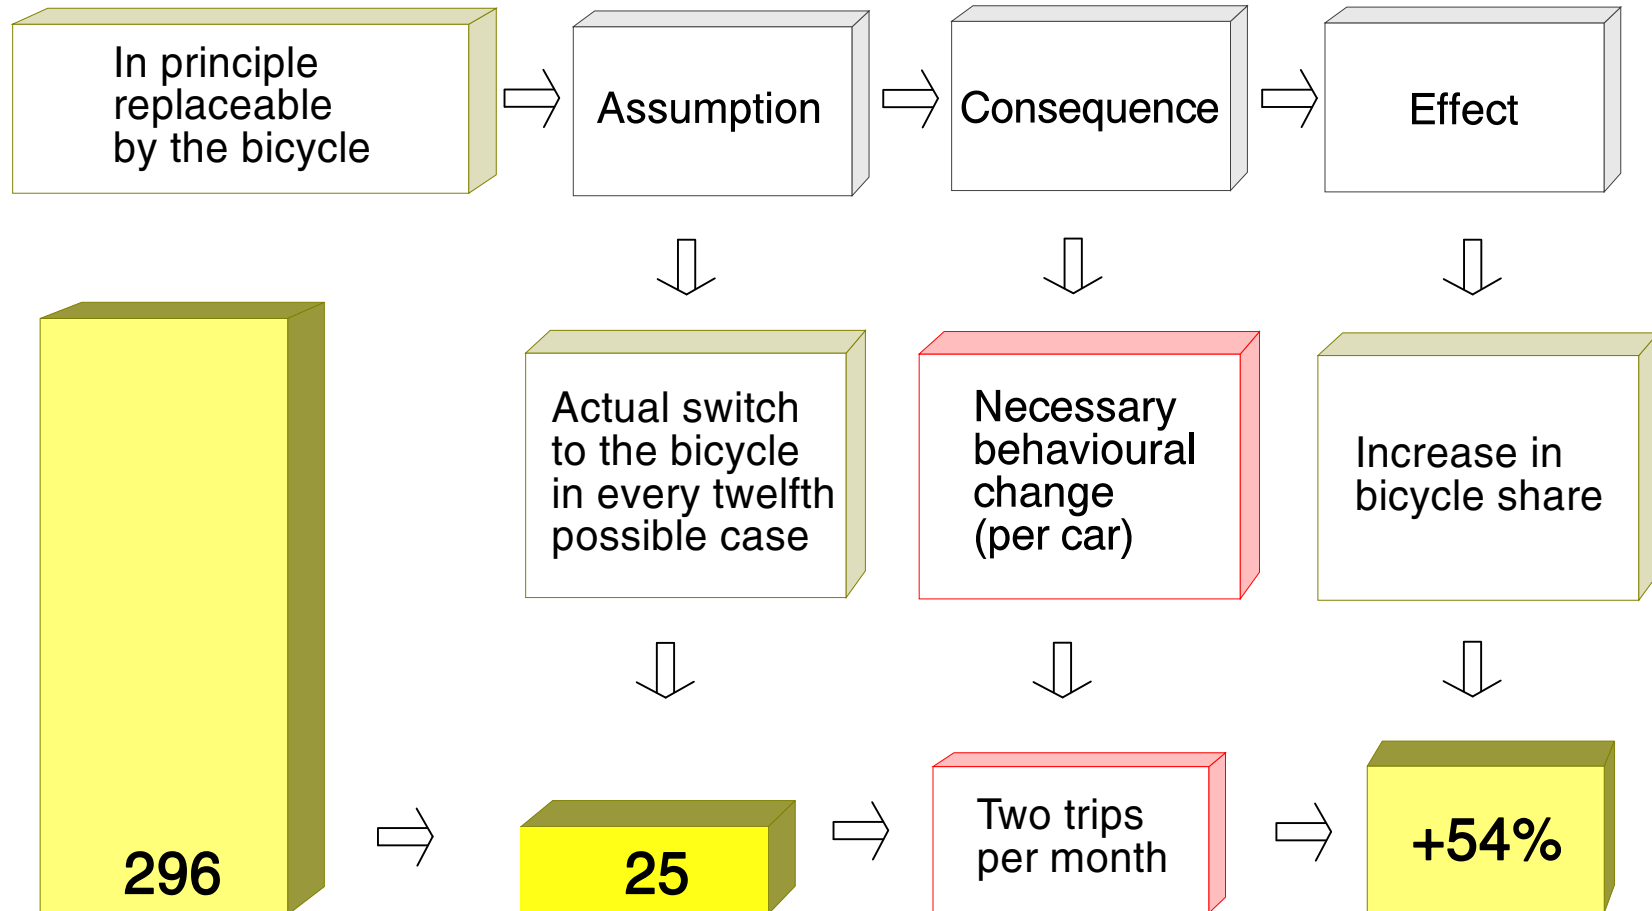 In principle
replaceable
by the bicycle
Assumption
Consequence
Effect
Actual switch
to the bicycle
in every twelfth
possible case
Necessary
behavioural
change
(per car)
Increase in
bicycle share
296
25
Two trips
per month
+54%